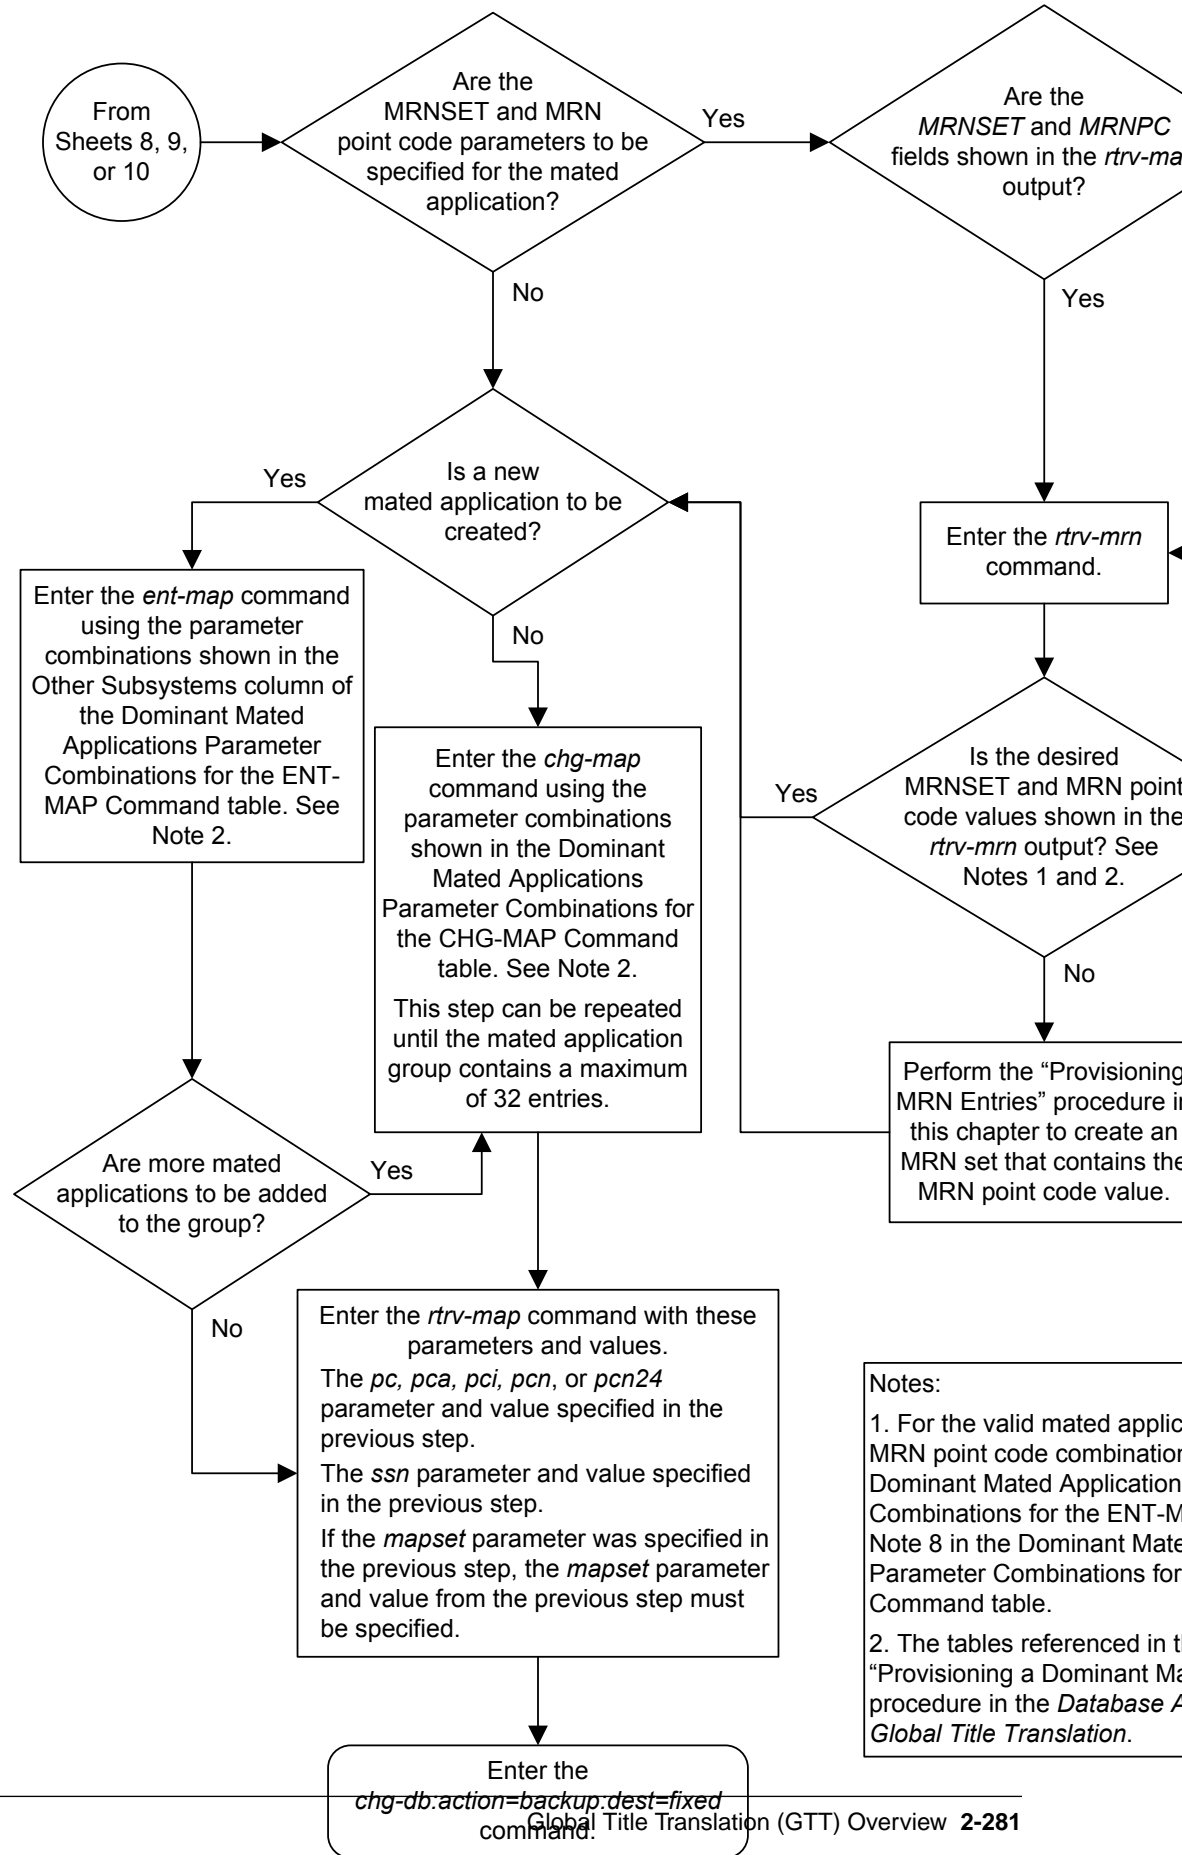 From
Sheets 8, 9,
or 10
Are the
MRNSET and MRN
point code parameters to be
specified for the mated
application?
Yes
Are the
MRNSET and MRNPC
fields shown in the
output?
No
Yes
Is a new
mated application to be
created?
Yes
No
Enter the rtrv-mrn
command.
Enter the ent-map command
using the parameter
combinations shown in the
Other Subsystems column of
the Dominant Mated
Applications Parameter
Combinations for the ENT-
MAP Command table. See
Note 2.
Enter the chg-map
command using the
parameter combinations
shown in the Dominant
Mated Applications
Parameter Combinations for
the CHG-MAP Command
table. See Note 2.
This step can be repeated
until the mated application
group contains a maximum
of 32 entries.
Is the desired
MRNSET and MRN point
code values shown in the
rtrv-mrn output? See
Notes 1 and 2.
Yes
No
Perform the “Provisioning
MRN Entries” procedure in
this chapter to create an
MRN set that contains the
MRN point code value.
Are more mated
applications to be added
to the group?
Yes
No
Enter the rtrv-map command with these
parameters and values.
The pc, pca, pci, pcn, or pcn24
parameter and value specified in the
previous step.
The ssn parameter and value specified
in the previous step.
If the mapset parameter was specified in
the previous step, the mapset parameter
and value from the previous step must
be specified.
Notes:
1. For the valid mated
MRN point code
Dominant Mated
Combinations for the
Note 8 in the Dominant
Parameter Combinations for
Command table.
2. The tables referenced in
“Provisioning a Dominant
procedure in the Database
Global Title Translation.
Enter the
chg-db:action=backup:dest=fixed
command.
Global Title Translation (GTT) Overview 2-281